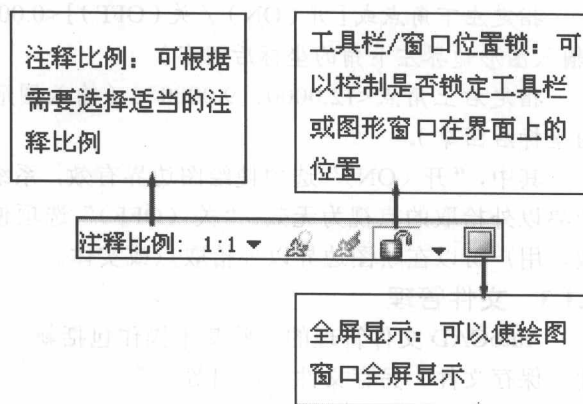 注释比例：可根据
需要选择适当的注
释比例
工具栏/窗口位置锁：可
以控制是否锁定工具栏
或图形窗口在界面上的
位置
注释比例: 1:1
全屏显示：可以使绘图
窗口全屏显示